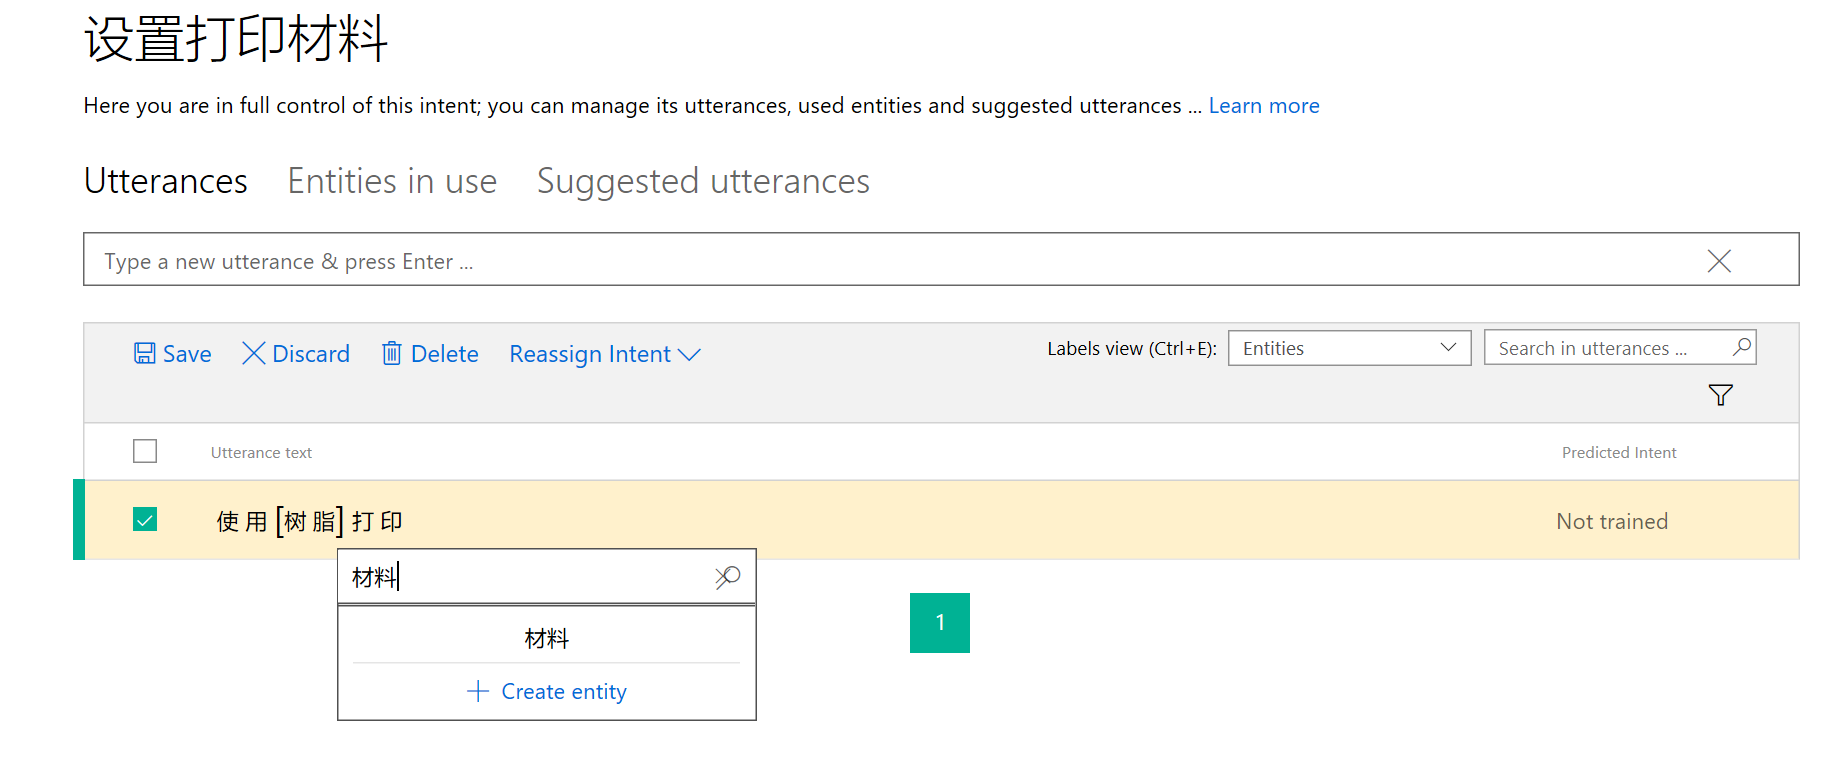 设置打印材料
Here you are in full control of this intent; you can manage its utterances, used entities and suggested utterances ... Learn more
Utterances Entities in use Suggested utterances
Type a new utterance & press Enter ...
Save Discard Delete Reassign Intent Labels view (Ctrl+E): Entities Search in utterances ...
Utterance text Predicted Intent
使 用 [树 脂] 打 印 Not trained
材料
材料
Create entity
1